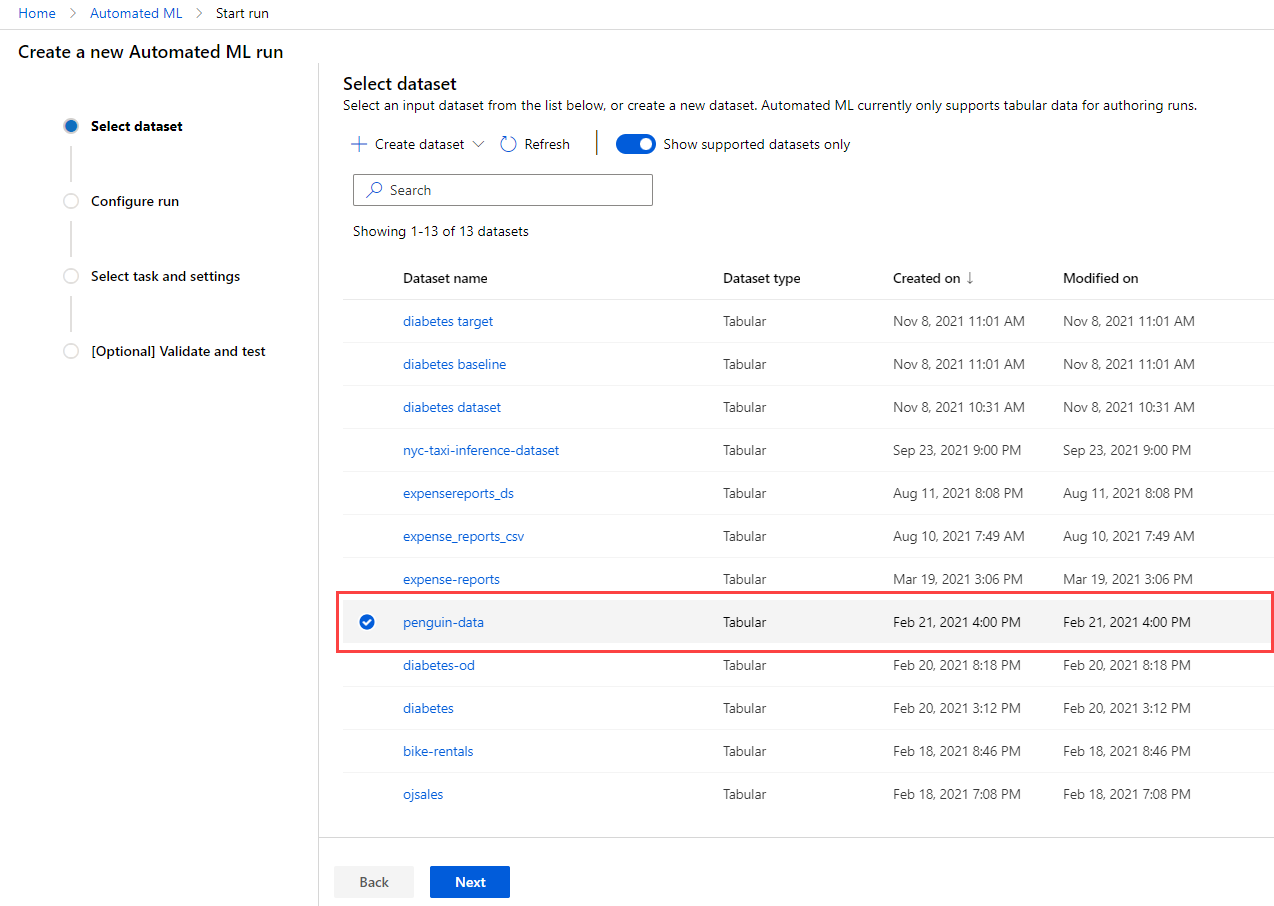 Home > Automated ML > Start run
Create a new Automated ML run
Select dataset
Configure run
Select task and settings
[Optional] Validate and test
Select dataset
Select an input dataset from the list below, or create a new dataset. Automated ML currently only supports tabular data for authoring runs.
Create dataset Refresh Show supported datasets only
Search
Showing 1-13 of 13 datasets
Dataset name Dataset type Created on ↓ Modified on
diabetes target Tabular Nov 8, 2021 11:01 AM Nov 8, 2021 11:01 AM
diabetes baseline Tabular Nov 8, 2021 11:01 AM Nov 8, 2021 11:01 AM
diabetes dataset Tabular Nov 8, 2021 10:31 AM Nov 8, 2021 10:31 AM
nyc-taxi-inference-dataset Tabular Sep 23, 2021 9:00 PM Sep 23, 2021 9:00 PM
expensereports_ds Tabular Aug 11, 2021 8:08 PM Aug 11, 2021 8:08 PM
expense_reports_csv Tabular Aug 10, 2021 7:49 AM Aug 10, 2021 7:49 AM
expense-reports Tabular Mar 19, 2021 3:06 PM Mar 19, 2021 3:06 PM
penguin-data Tabular Feb 21, 2021 4:00 PM Feb 21, 2021 4:00 PM
diabetes-od Tabular Feb 20, 2021 8:18 PM Feb 20, 2021 8:18 PM
diabetes Tabular Feb 20, 2021 3:12 PM Feb 20, 2021 3:12 PM
bike-rentals Tabular Feb 18, 2021 8:46 PM Feb 18, 2021 8:46 PM
ojsales Tabular Feb 18, 2021 7:08 PM Feb 18, 2021 7:08 PM
Back Next